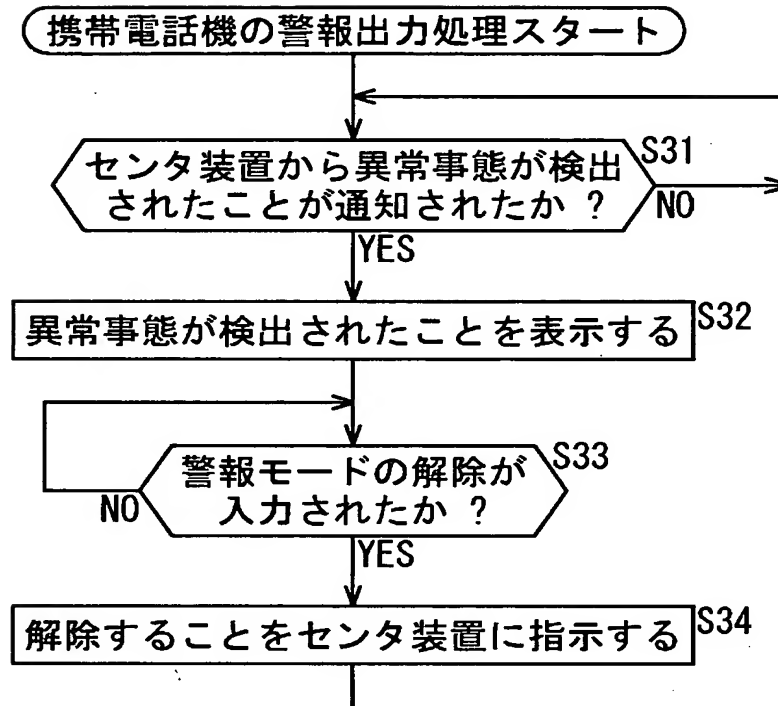 携帯電話機の警報出力処理スタート
センタ装置から異常事態が検出
されたことが通知されたか ?
S31
NO
YES
異常事態が検出されたことを表示する
S32
警報モードの解除が
入力されたか ?
S33
NO
YES
解除することをセンタ装置に指示する
S34